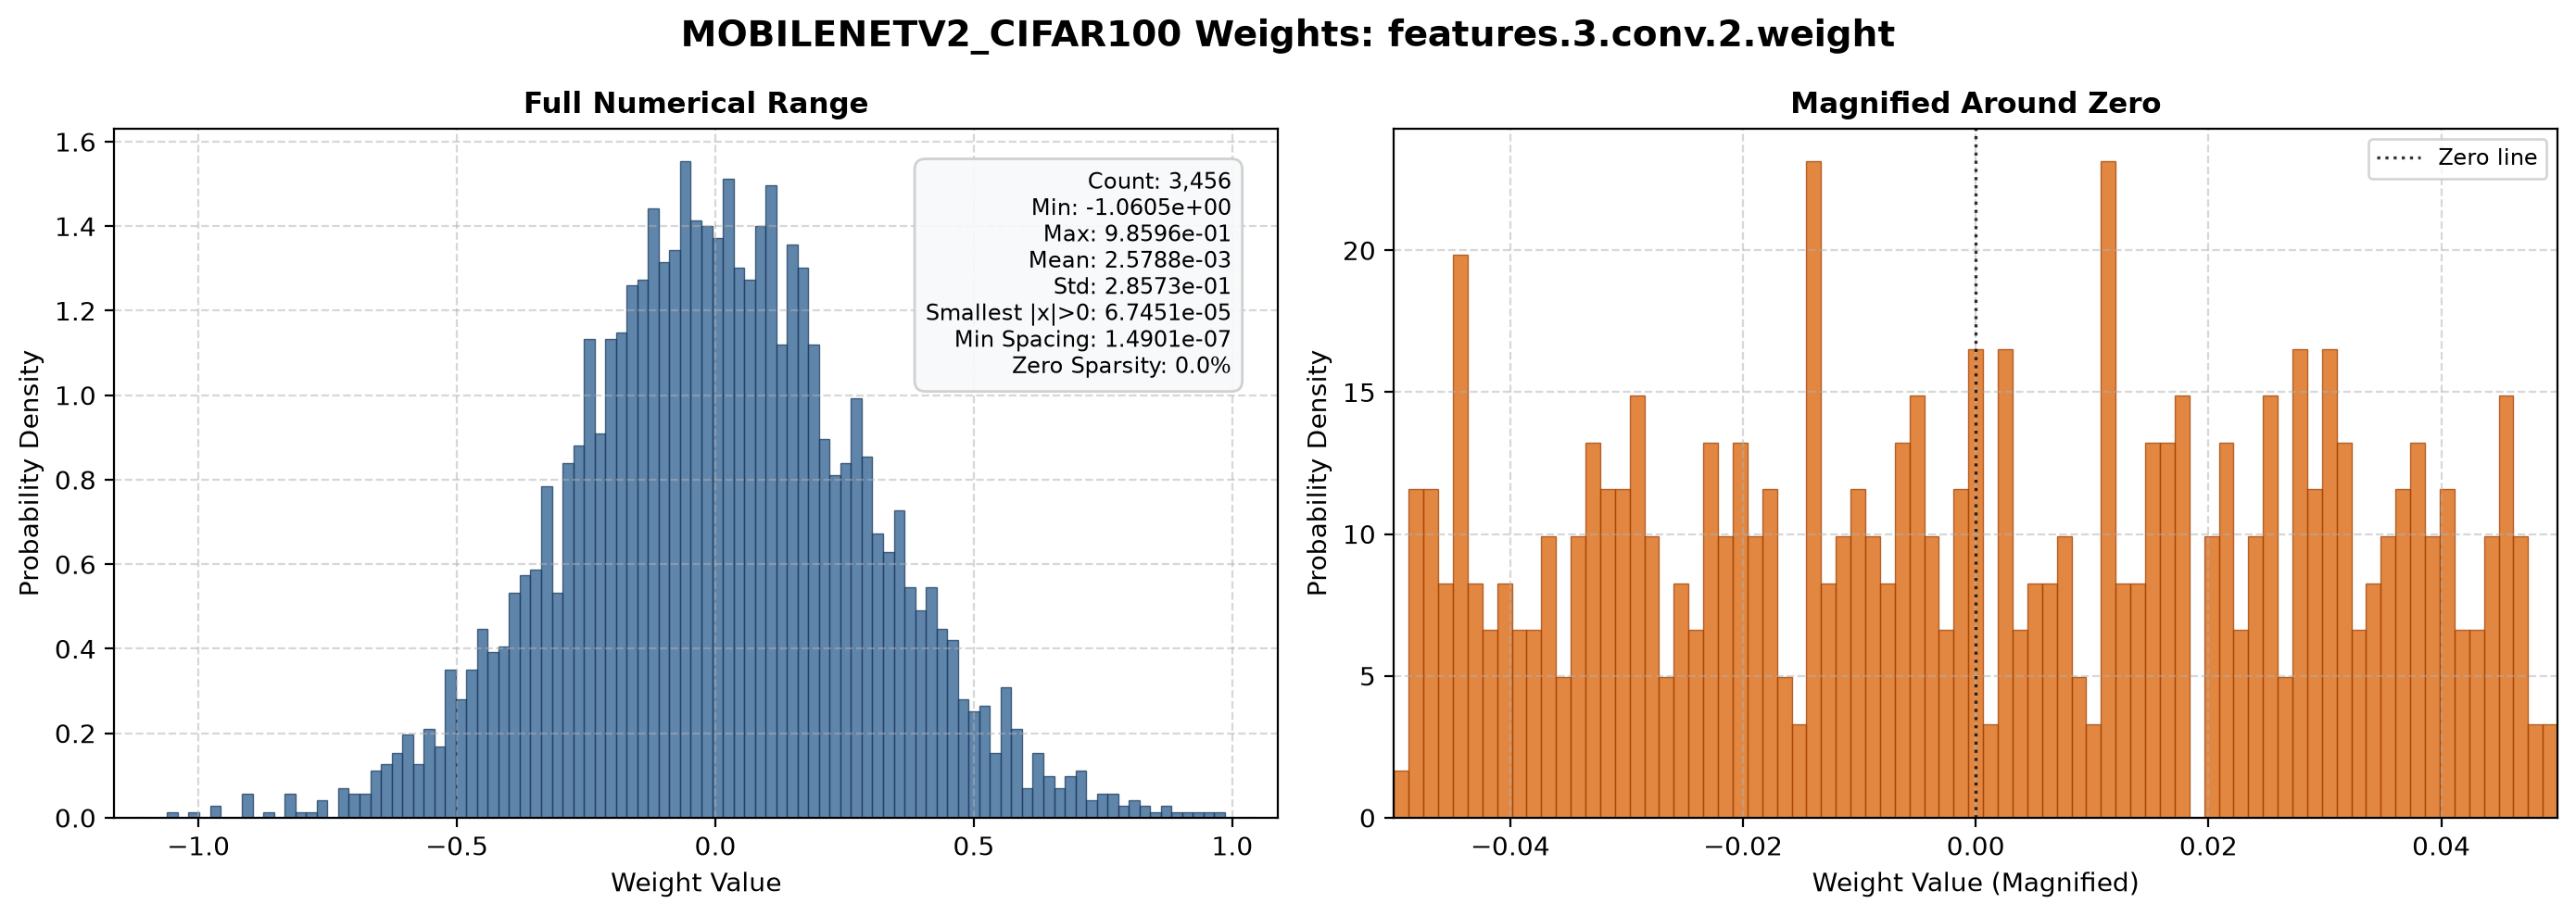 MOBILENETV2_CIFAR100 Weights: features.3.conv.2.weight
Full Numerical Range
1.6
1.4
1.2
1.0
0.8
0.6
0.4
0.2
0.0
Probability Density
Count: 3,456
Min: -1.0605e+00
Max: 9.8596e-01
Mean: 2.5788e-03
Std: 2.8573e-01
Smallest |x|>0: 6.7451e-05
Min Spacing: 1.4901e-07
Zero Sparsity: 0.0%
−1.0 −0.5 0.0 0.5 1.0
Weight Value
Magnified Around Zero
Zero line
20
15
10
5
0
Probability Density
−0.04 −0.02 0.00 0.02 0.04
Weight Value (Magnified)